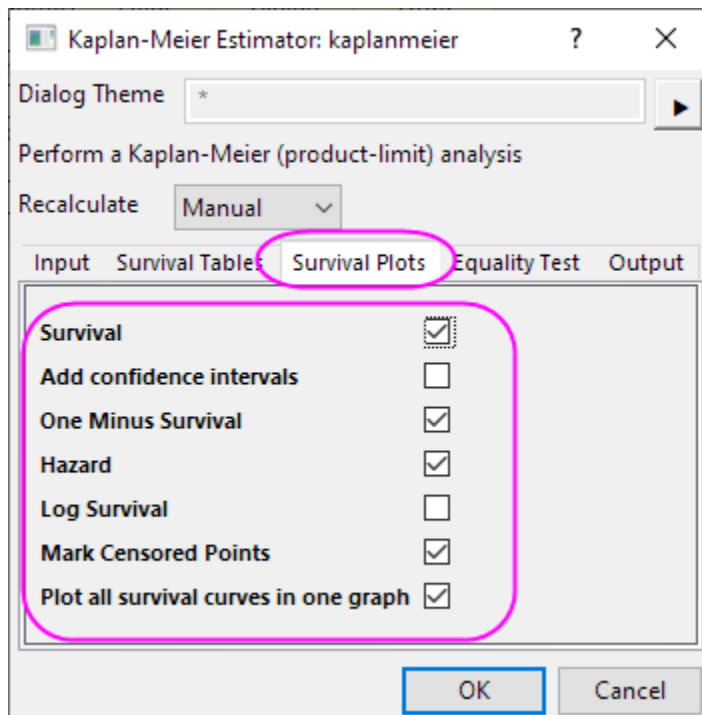 Kaplan-Meier Estimator: kaplanmeier ?
Dialog Theme *
Perform a Kaplan-Meier (product-limit) analysis
Recalculate Manual
Input Survival Tables Survival Plots Equality Test Output
Survival
Add confidence intervals
One Minus Survival
Hazard
Log Survival
Mark Censored Points
Plot all survival curves in one graph
OK Cancel